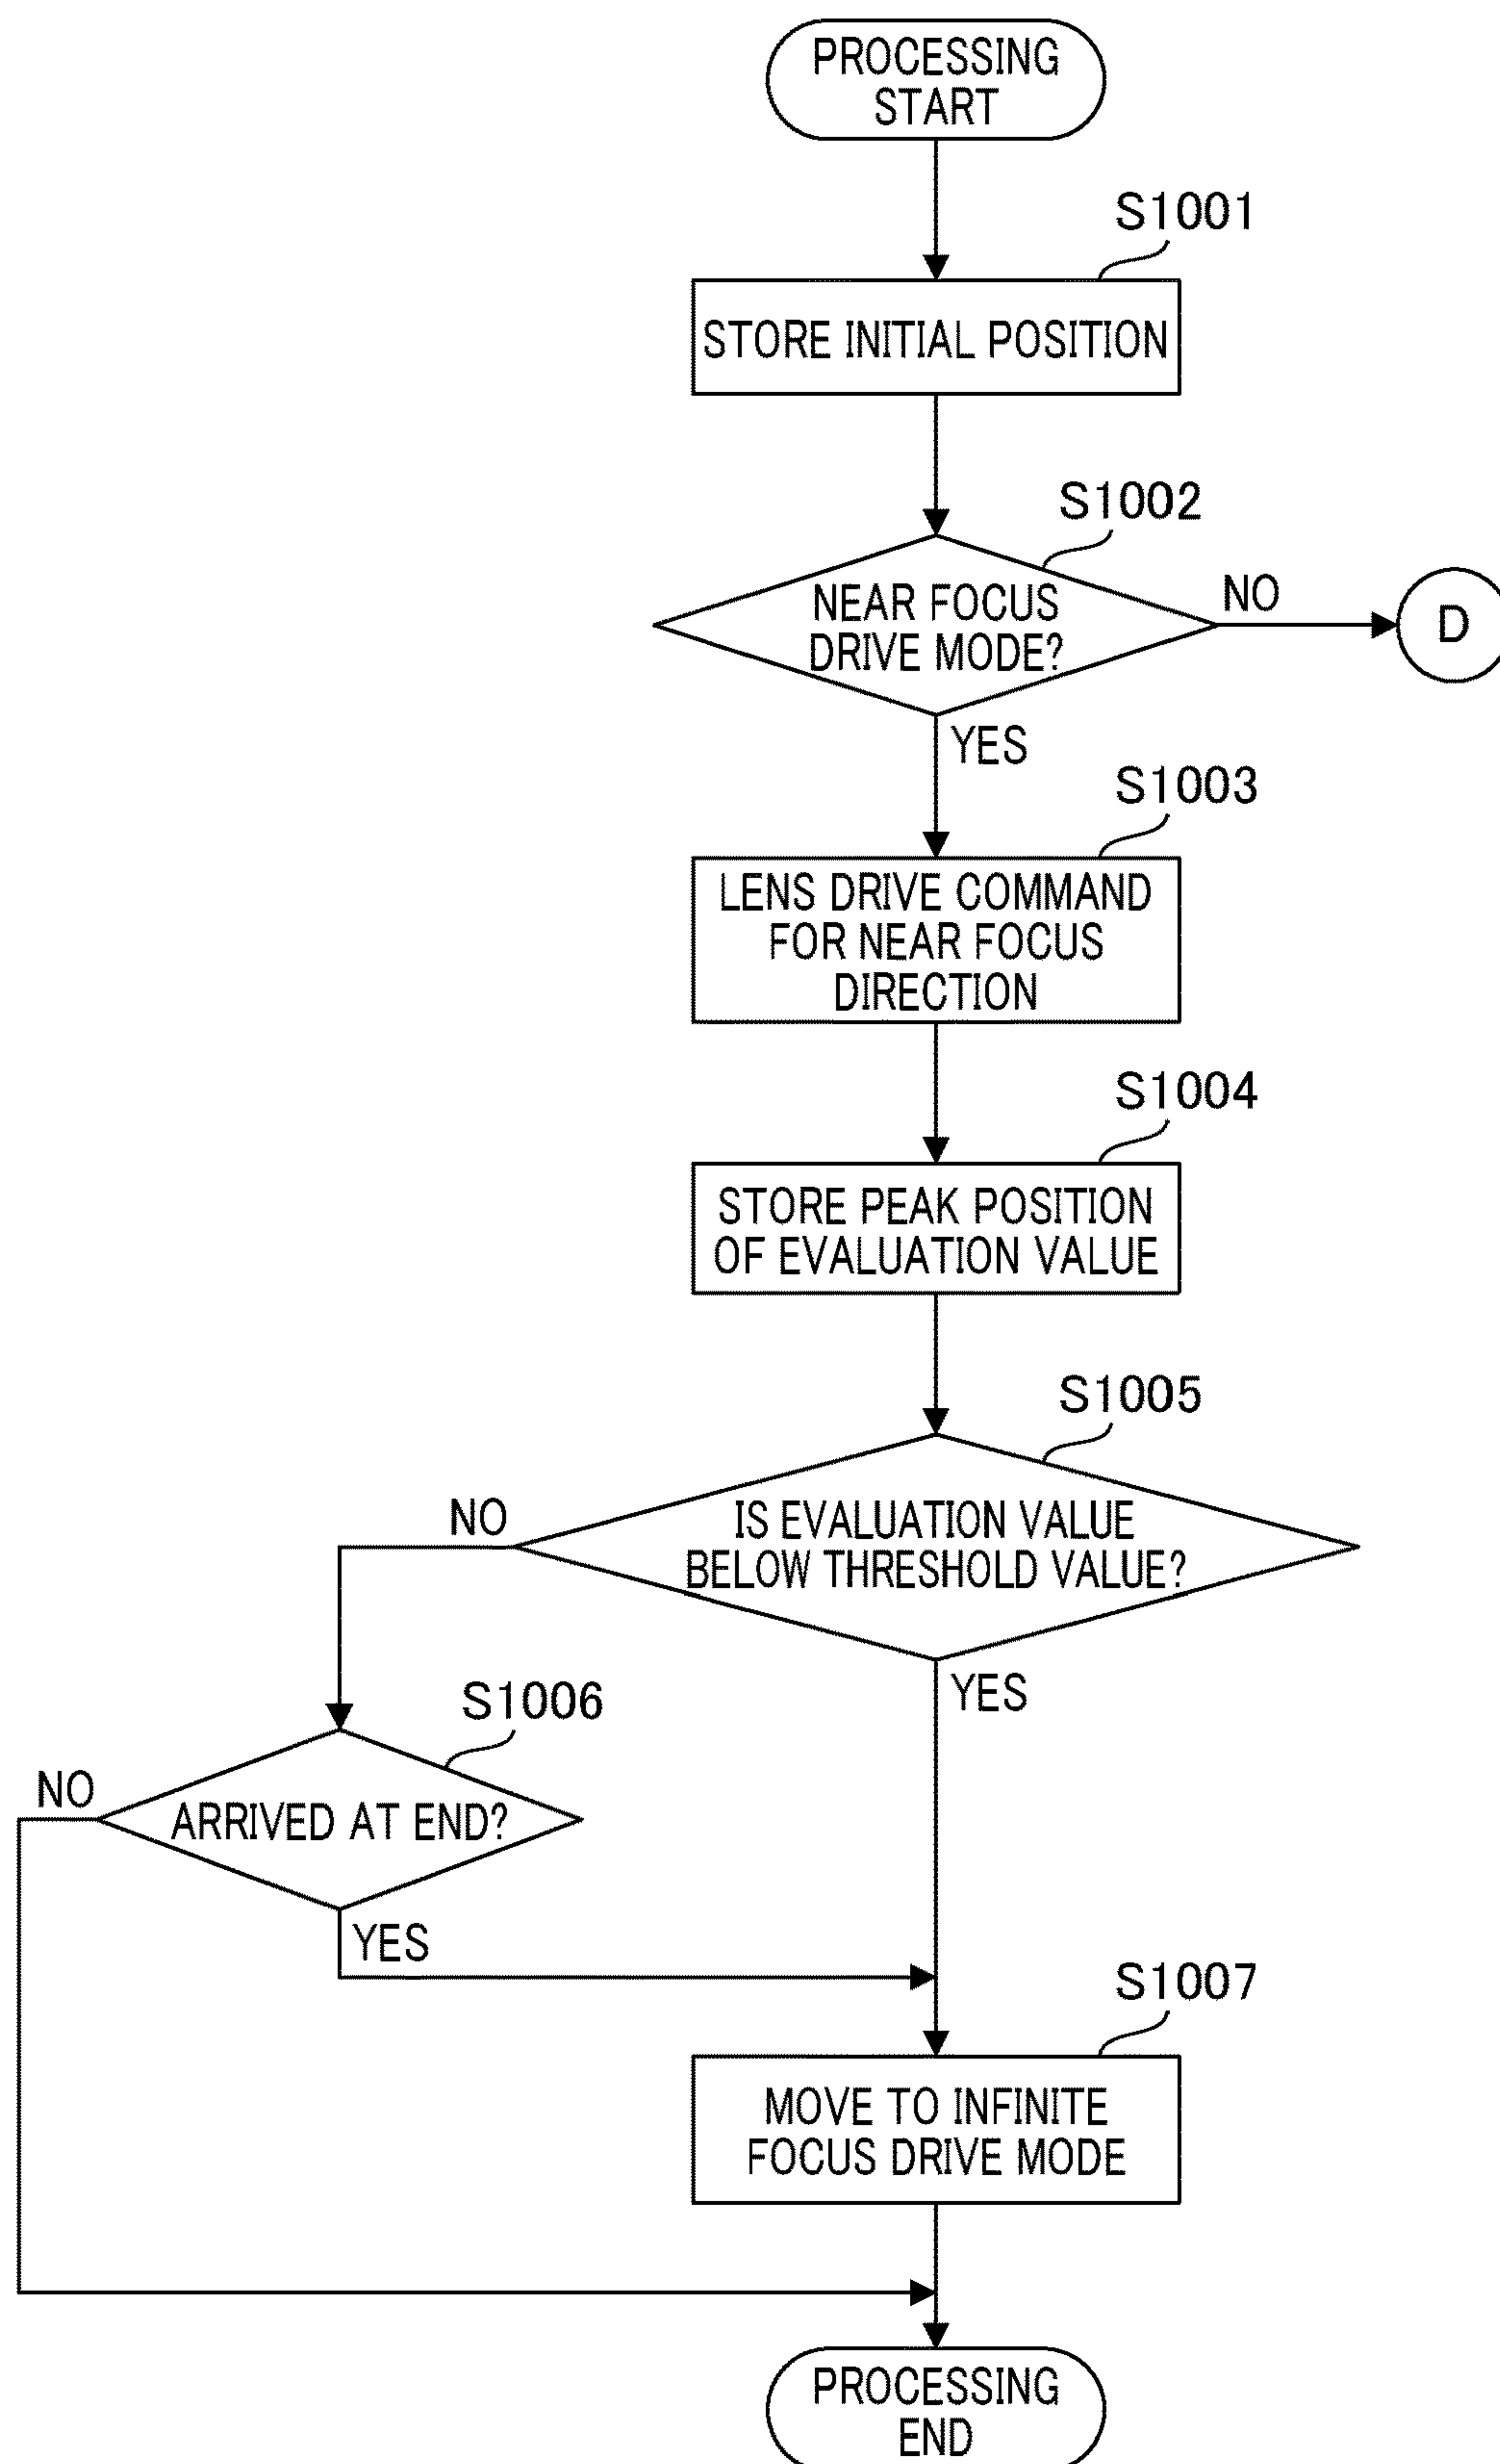 PROCESSING
START
S1001
STORE INITIAL POSITION
S1002
NEAR FOCUS
DRIVE MODE?
NO
D
YES
S1003
LENS DRIVE COMMAND
FOR NEAR FOCUS
DIRECTION
S1004
STORE PEAK POSITION
OF EVALUATION VALUE
S1005
NO
IS EVALUATION VALUE
BELOW THRESHOLD VALUE?
YES
S1006
NO
ARRIVED AT END?
YES
S1007
MOVE TO INFINITE
FOCUS DRIVE MODE
PROCESSING
END